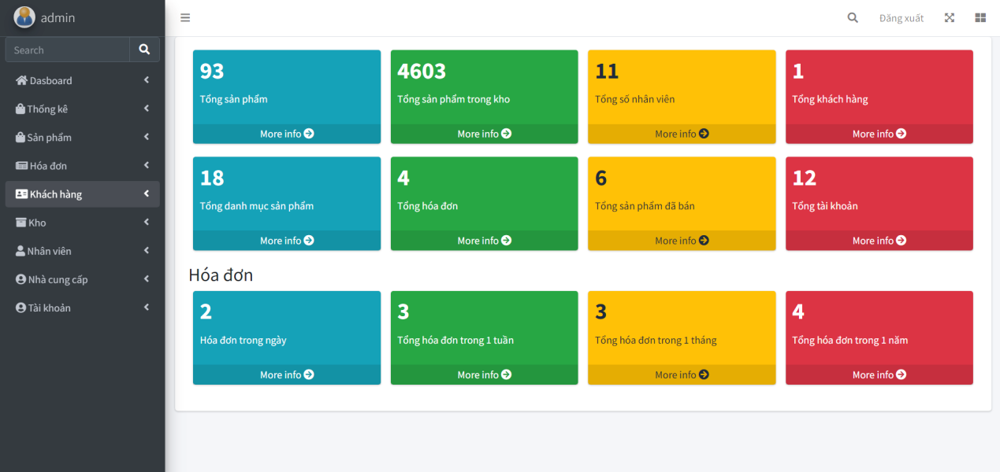 admin
Đăng xuất
Search
Dasboard
Thống kê
Sản phẩm
Hóa đơn
Khách hàng
Kho
Nhân viên
Nhà cung cấp
Tài khoản
93
Tổng sản phẩm
More info
4603
Tổng sản phẩm trong kho
More info
11
Tổng số nhân viên
More info
1
Tổng khách hàng
More info
18
Tổng danh mục sản phẩm
More info
4
Tổng hóa đơn
More info
6
Tổng sản phẩm đã bán
More info
12
Tổng tài khoản
More info
Hóa đơn
2
Hóa đơn trong ngày
More info
3
Tổng hóa đơn trong 1 tuần
More info
3
Tổng hóa đơn trong 1 tháng
More info
4
Tổng hóa đơn trong 1 năm
More info